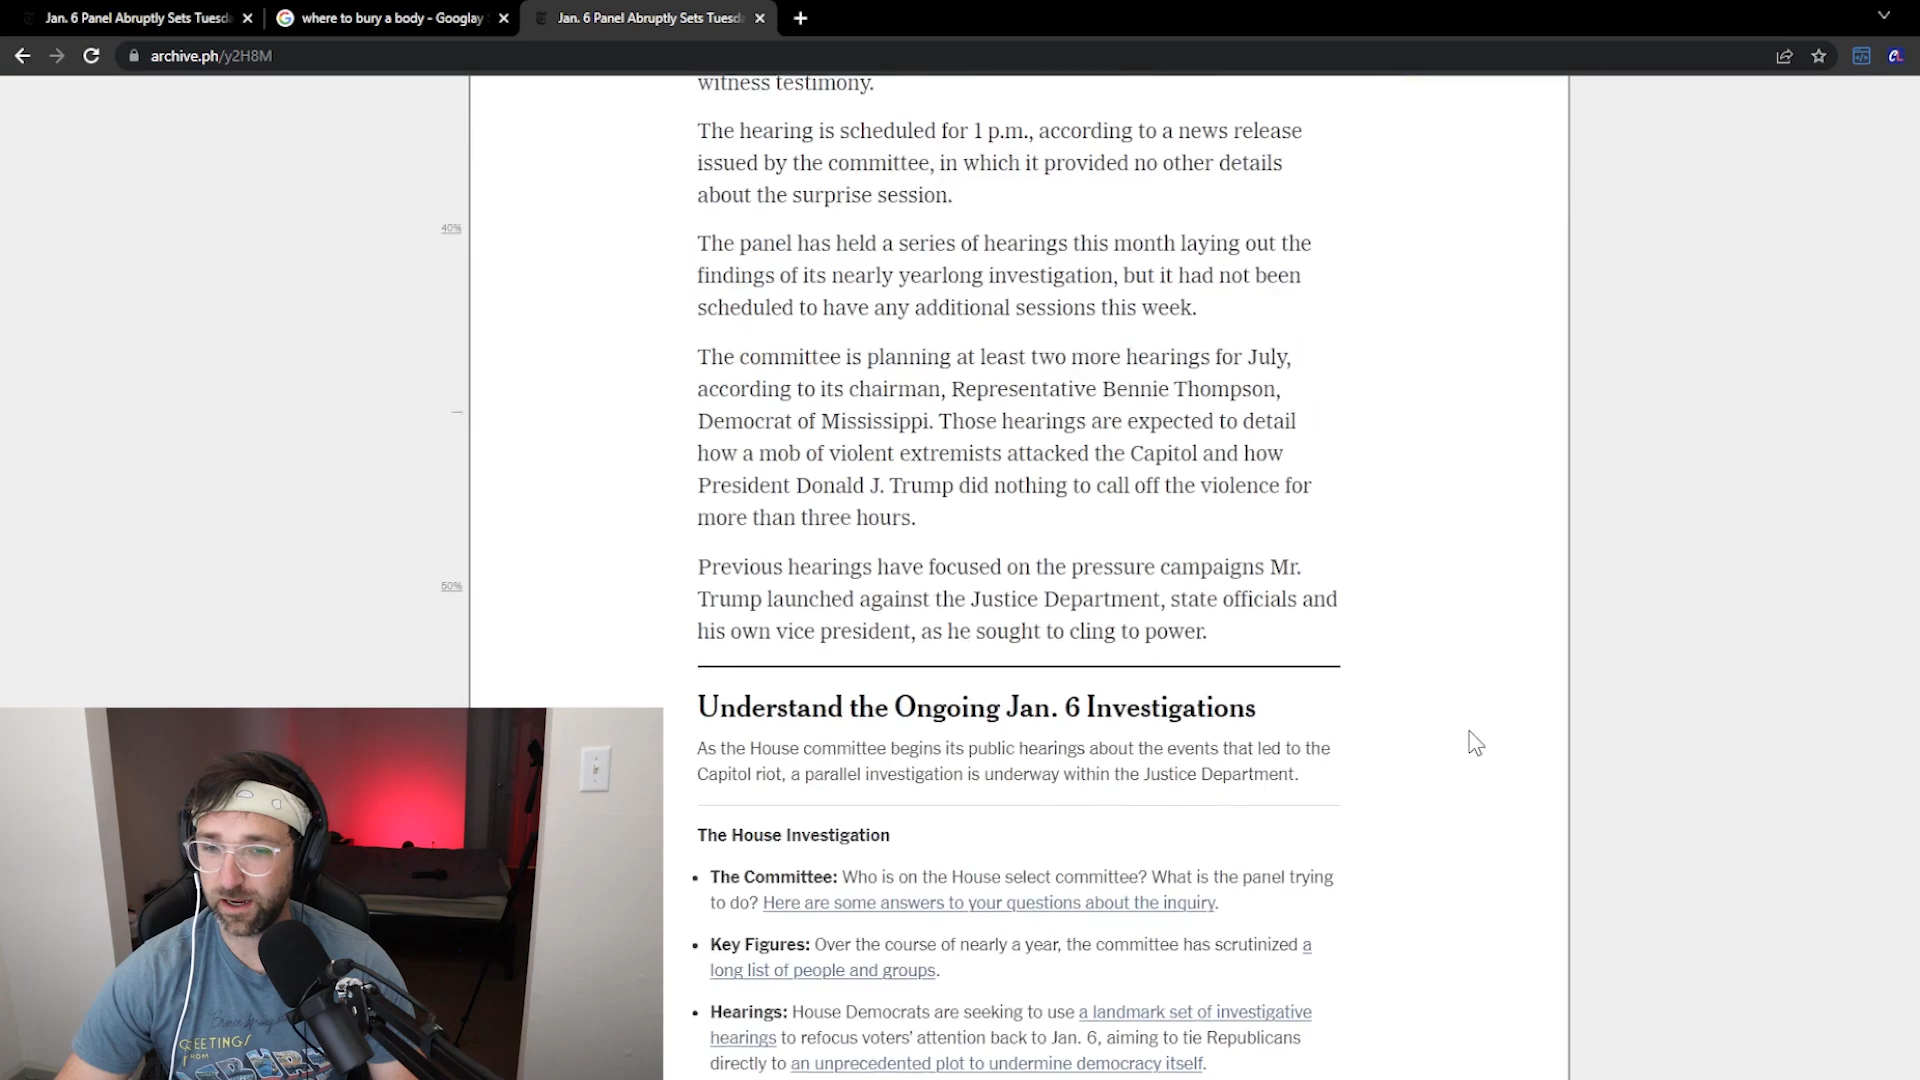 Jan. 6 Panel Abruptly Sets Tuesd
where to bury a body - Googlay
Jan. 6 Panel Abruptly Sets Tuesd
archive.ph/y2H8M
witness testimony.
The hearing is scheduled for 1 p.m., according to a news release
issued by the committee, in which it provided no other details
about the surprise session.
40%
The panel has held a series of hearings this month laying out the
findings of its nearly yearlong investigation, but it had not been
scheduled to have any additional sessions this week.
The committee is planning at least two more hearings for July,
according to its chairman, Representative Bennie Thompson,
Democrat of Mississippi. Those hearings are expected to detail
how a mob of violent extremists attacked the Capitol and how
President Donald J. Trump did nothing to call off the violence for
more than three hours.
50%
Previous hearings have focused on the pressure campaigns Mr.
Trump launched against the Justice Department, state officials and
his own vice president, as he sought to cling to power.
Understand the Ongoing Jan. 6 Investigations
As the House committee begins its public hearings about the events that led to the
Capitol riot, a parallel investigation is underway within the Justice Department.
The House Investigation
• The Committee: Who is on the House select committee? What is the panel trying
to do? Here are some answers to your questions about the inquiry.
• Key Figures: Over the course of nearly a year, the committee has scrutinized a
long list of people and groups.
• Hearings: House Democrats are seeking to use a landmark set of investigative
hearings to refocus voters' attention back to Jan. 6, aiming to tie Republicans
directly to an unprecedented plot to undermine democracy itself.
GREETINGS
FROM